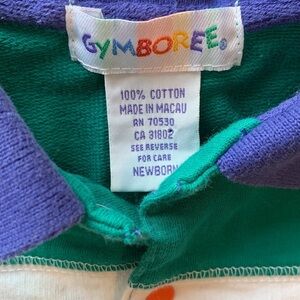 GYMBOREE®
100% COTTON
MADE IN MACAU
RN 70530
CA 31802
SEE REVERSE
FOR CARE
NEWBORN